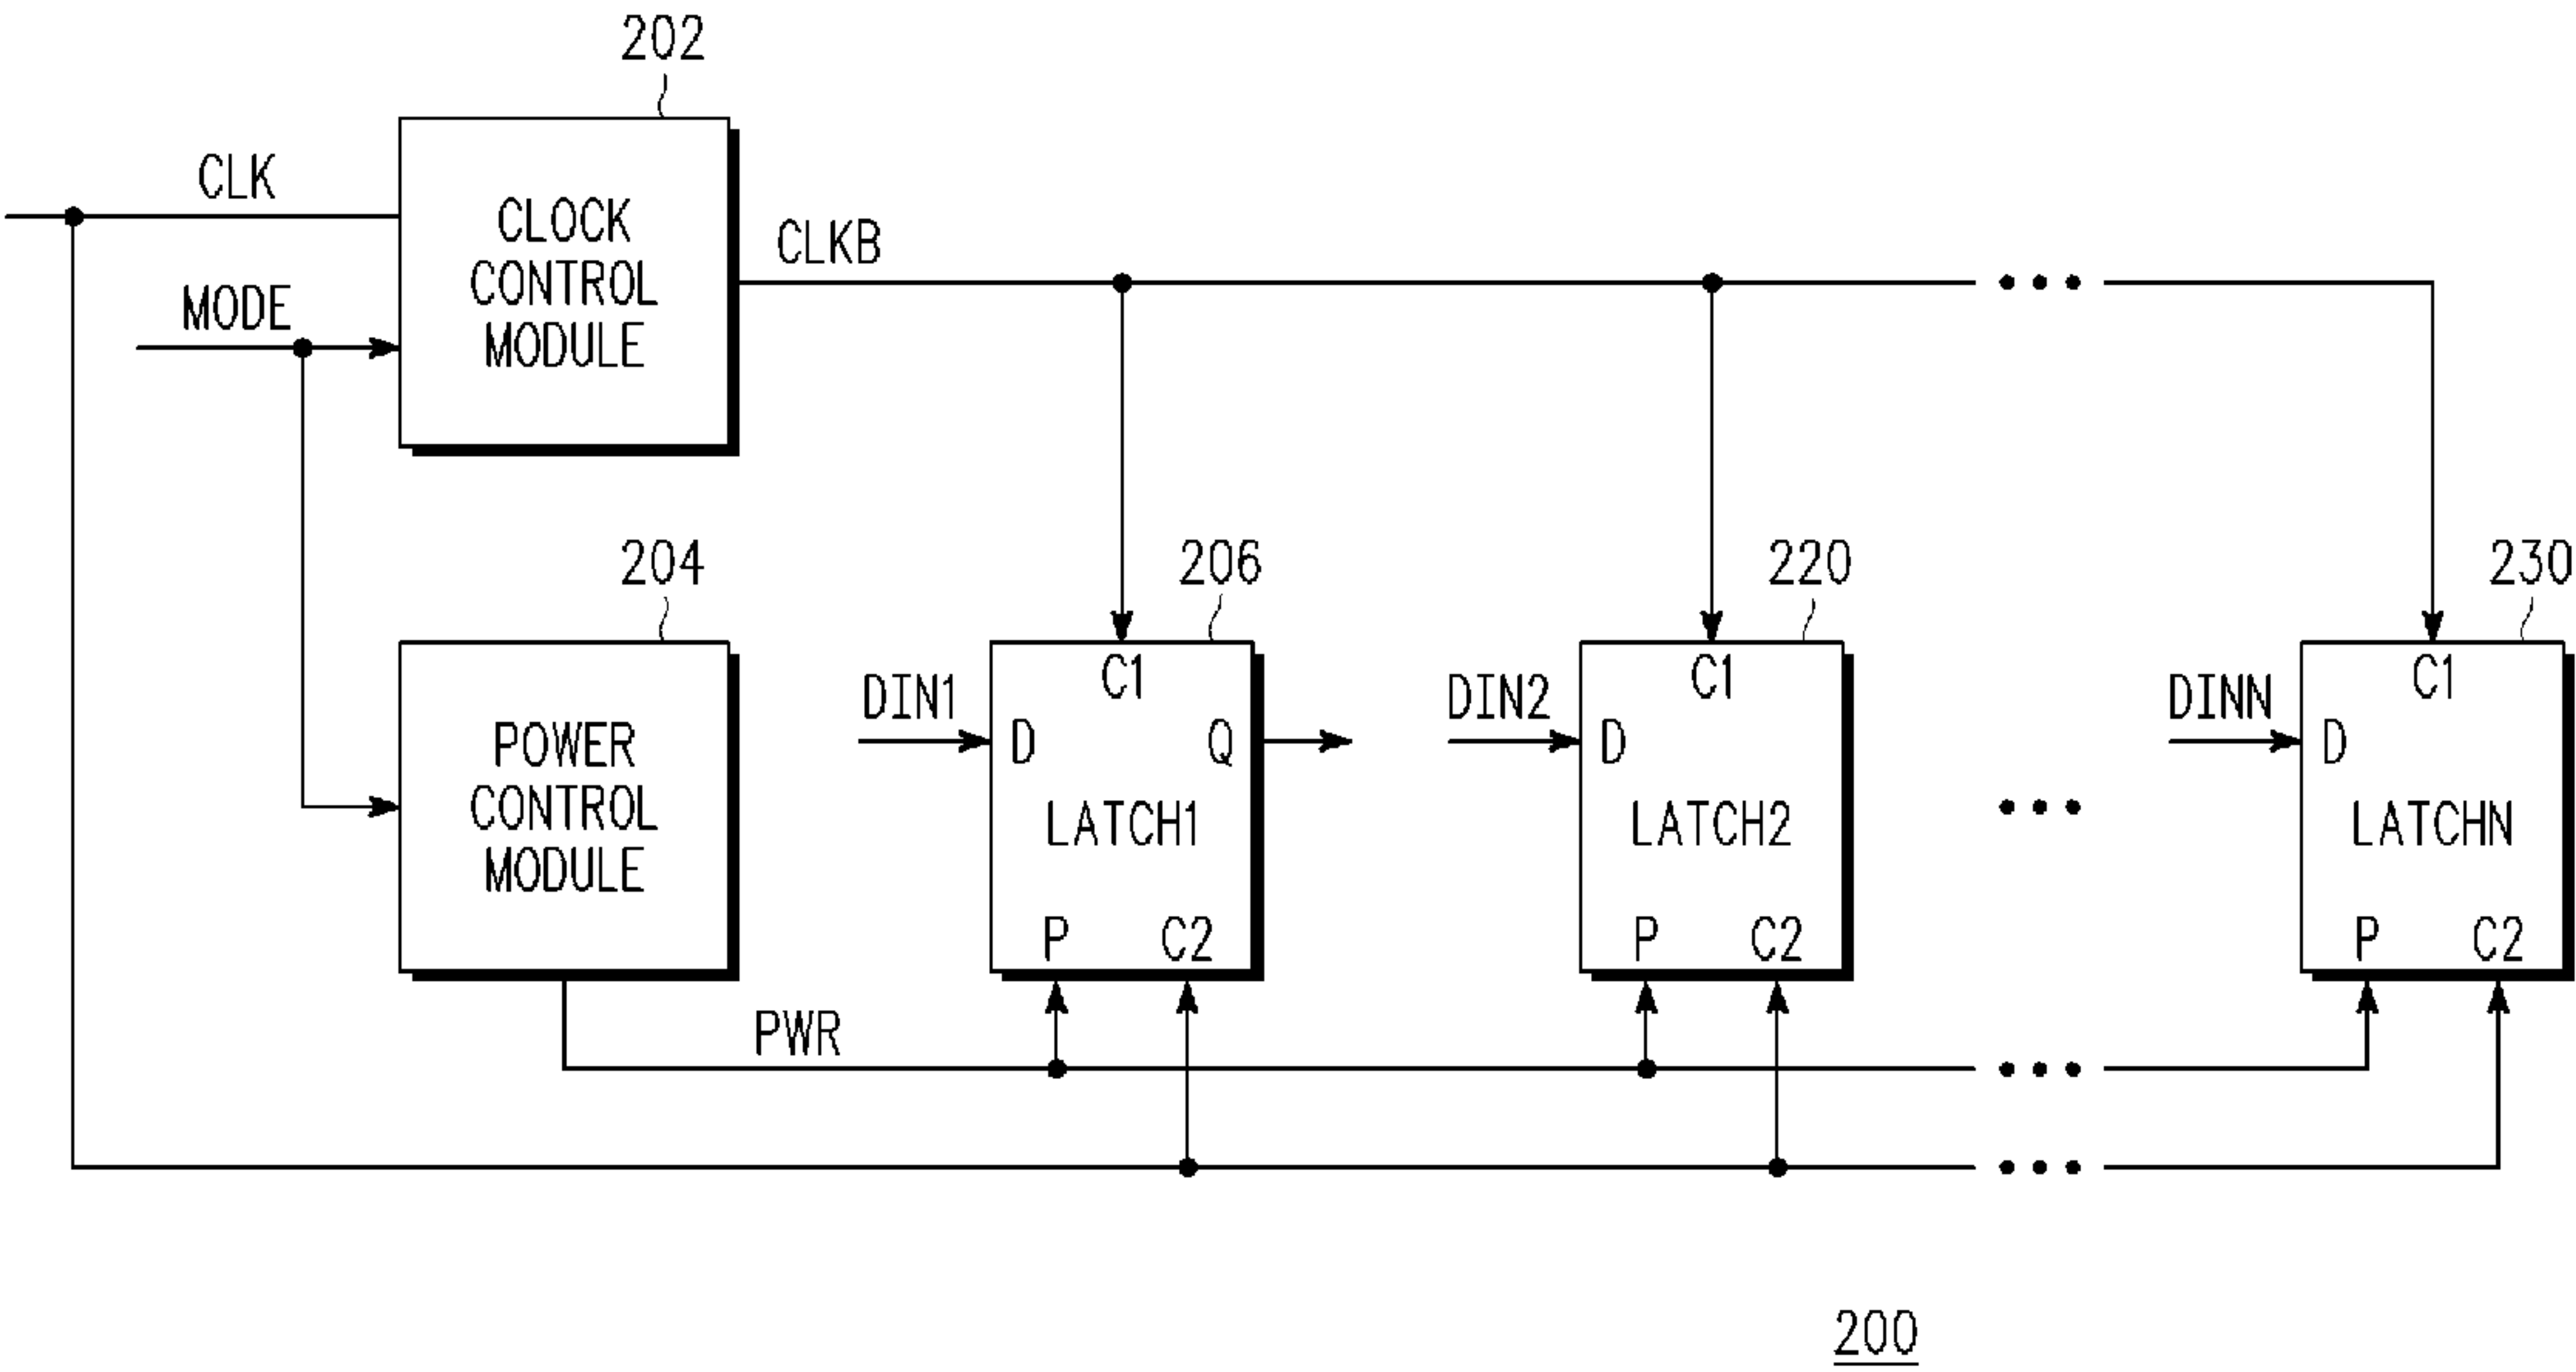 202
CLK
CLOCK
CONTROL
MODULE
CLKB
MODE
204
206
220
230
POWER
CONTROL
MODULE
DIN1
C1
D
Q
LATCH1
P
C2
DIN2
C1
D
LATCH2
P
C2
DINN
C1
D
LATCHN
P
C2
PWR
200